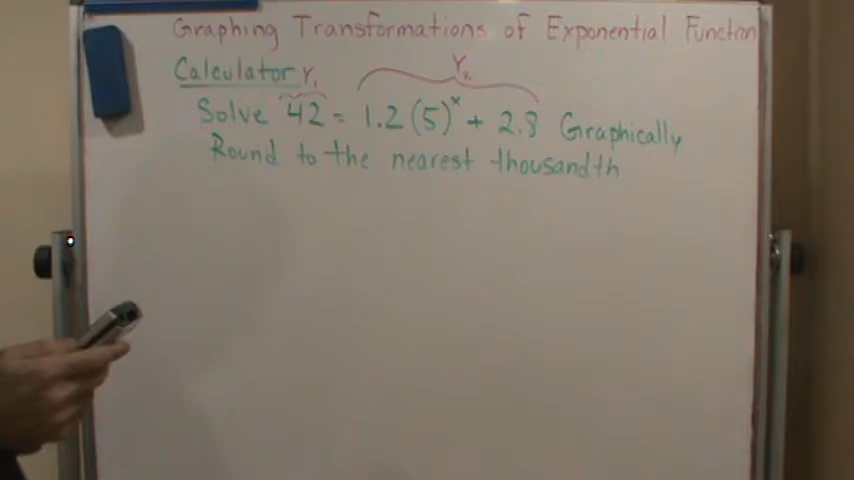 Graphing Transformations of Exponential Function
Calculator Y₁ Y₂
Solve 42 = 1.2(5)ˣ + 2.8 Graphically
Round to the nearest thousandth